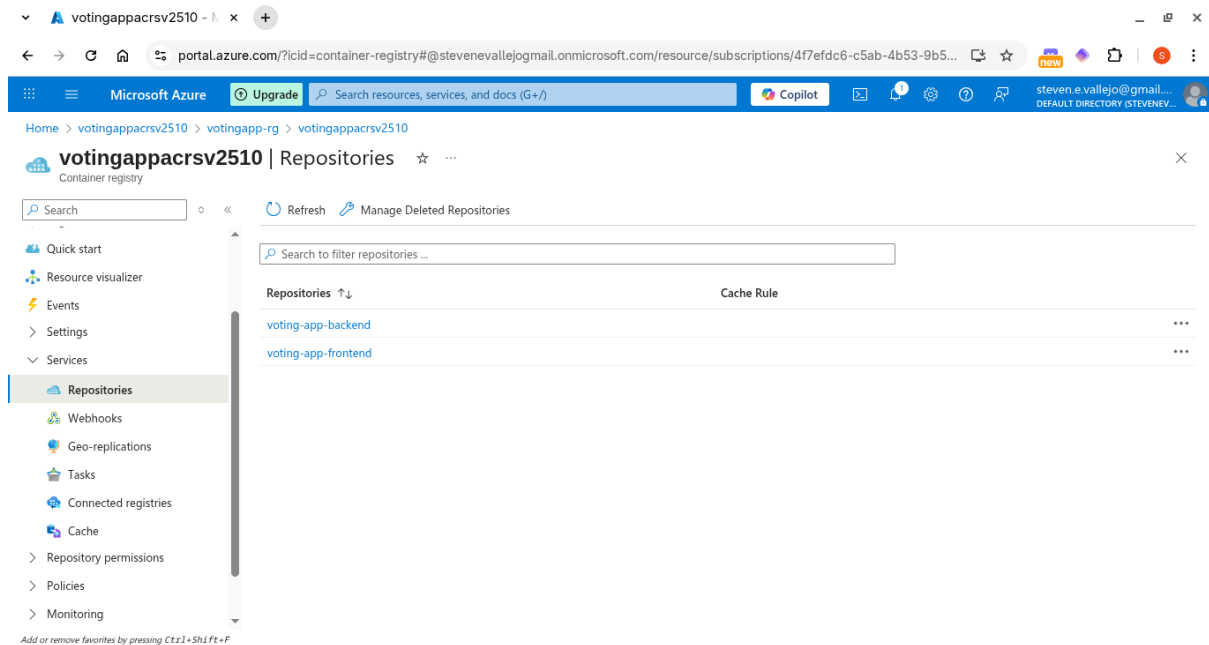 votingappacrsv2510 - M
portal.azure.com/?icid=container-registry#@stevenevallejogmail.onmicrosoft.com/resource/subscriptions/4f7efdc6-c5ab-4b53-9b5...
new
S
Microsoft Azure
Upgrade
Search resources, services, and docs (G+/)
Copilot
1
steven.e.vallejo@gmail....
DEFAULT DIRECTORY (STEVENEV...
Home > votingappacrsv2510 > votingapp-rg > votingappacrsv2510
votingappacrsv2510 | Repositories
Container registry
Search
Refresh
Manage Deleted Repositories
Quick start
Resource visualizer
Events
Settings
Services
Repositories
Webhooks
Geo-replications
Tasks
Connected registries
Cache
Repository permissions
Policies
Monitoring
Add or remove favorites by pressing Ctrl+Shift+F
Search to filter repositories ...
Repositories ↑↓ Cache Rule
voting-app-backend
voting-app-frontend